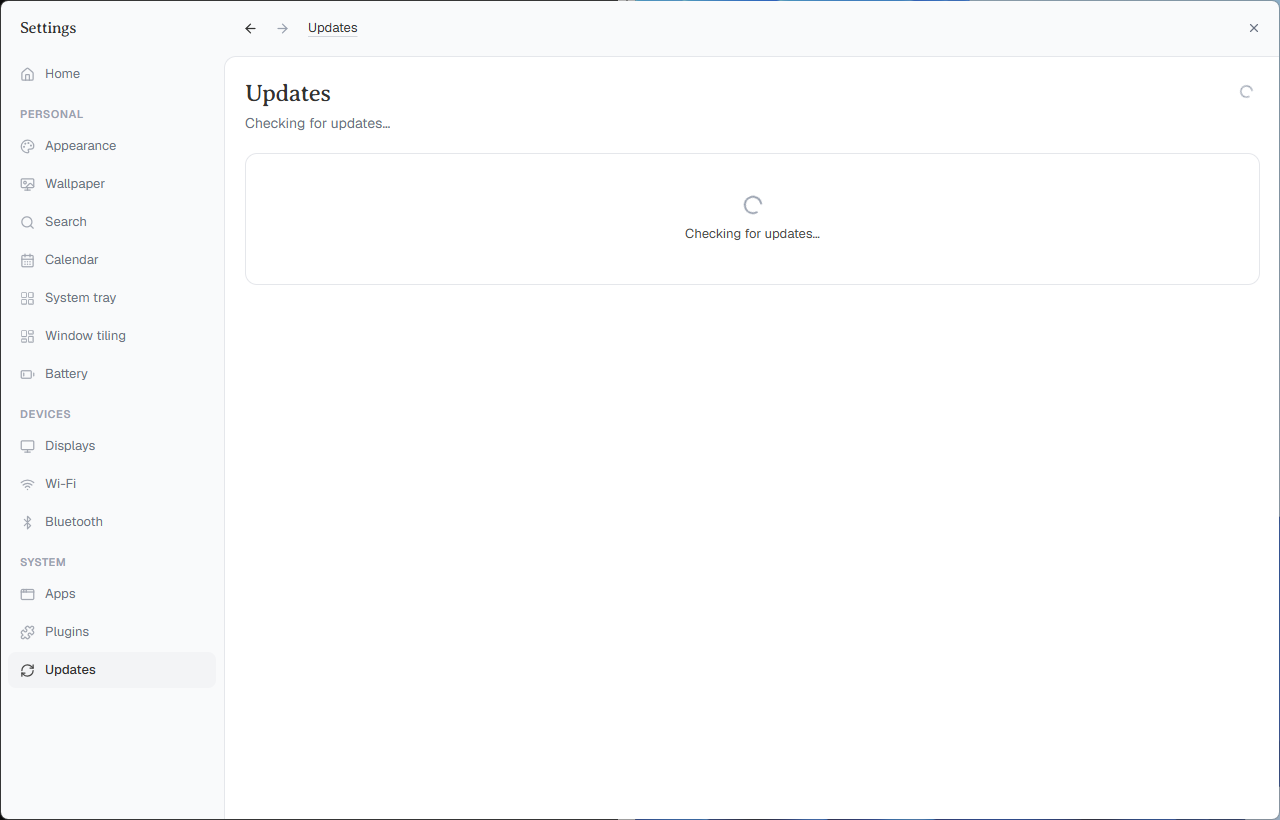 Settings
Updates
Home
PERSONAL
Appearance
Wallpaper
Search
Calendar
System tray
Window tiling
Battery
DEVICES
Displays
Wi-Fi
Bluetooth
SYSTEM
Apps
Plugins
Updates
Updates
Checking for updates…
Checking for updates…